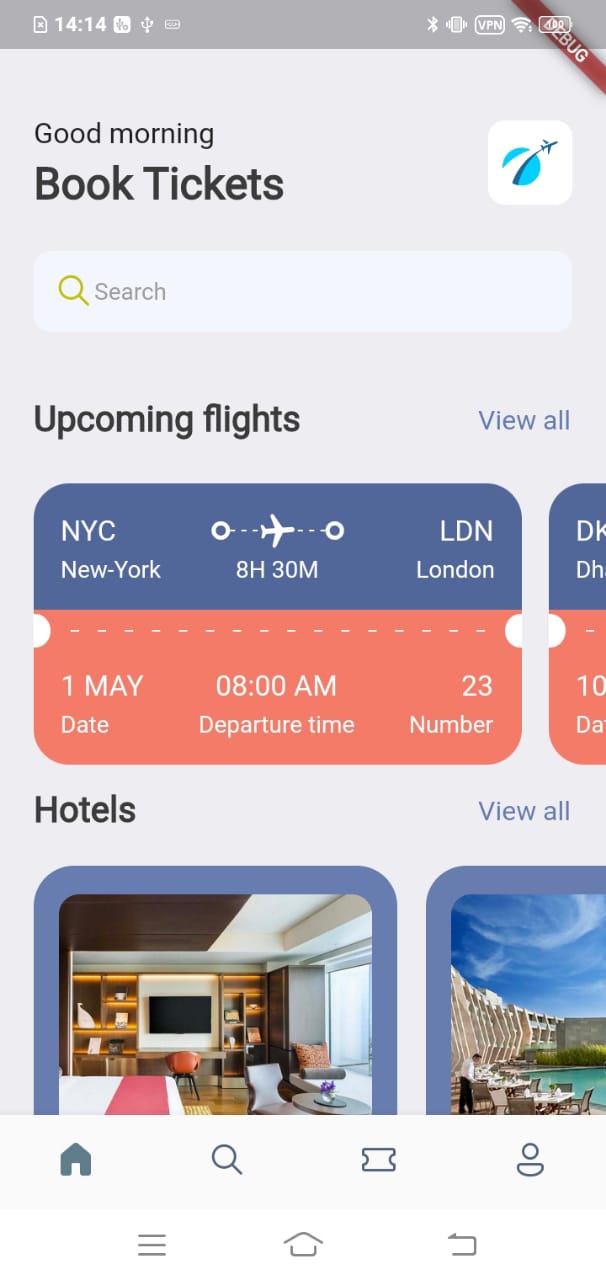 14:14
VPN
100
DEBUG
Good morning
Book Tickets
Search
Upcoming flights View all
NYC LDN DK
New-York 8H 30M London Dha
1 MAY 08:00 AM 23 10
Date Departure time Number Dat
Hotels View all